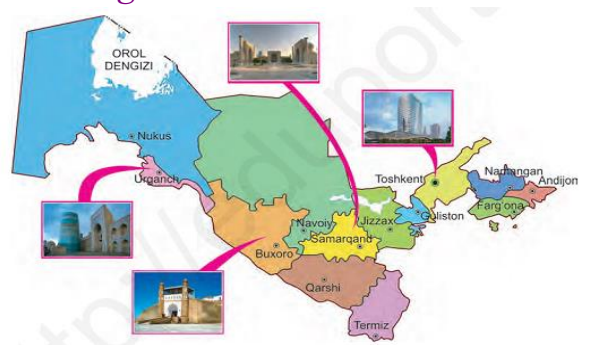 OROL
DENGIZI
Nukus
Urganch
Toshkent
Namangan
Andijon
Farg'ona
Guliston
Jizzax
Navoiy
Samarqand
Buxoro
Qarshi
Termiz